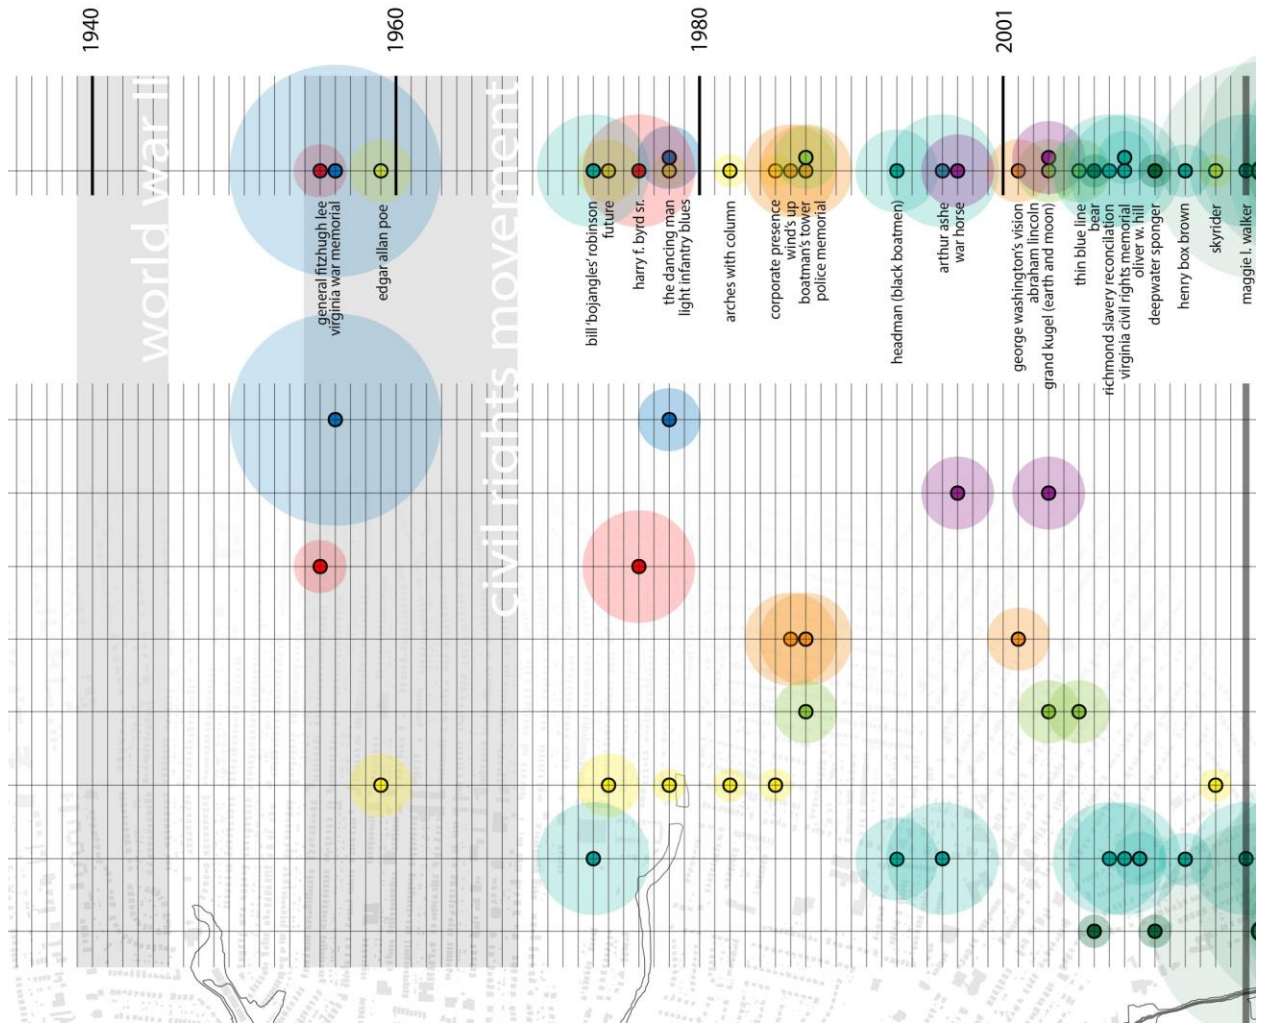 1940
1960
1980
2001
world war II
civil rights movement
general fitzhugh lee
virginia war memorial
edgar allan poe
bill 'bojangles' robinson
future
harry f. byrd sr.
the dancing man
light infantry blues
arches with column
corporate presence
wind's up
boatman's tower
police memorial
headman (black boatmen)
arthur ashe
war horse
george washington's vision
abraham lincoln
grand kugel (earth and moon)
thin blue line
bear
richmond slavery reconcilation
virginia civil rights memorial
oliver w. hill
deepwater sponger
henry box brown
skyrider
maggie l. walker